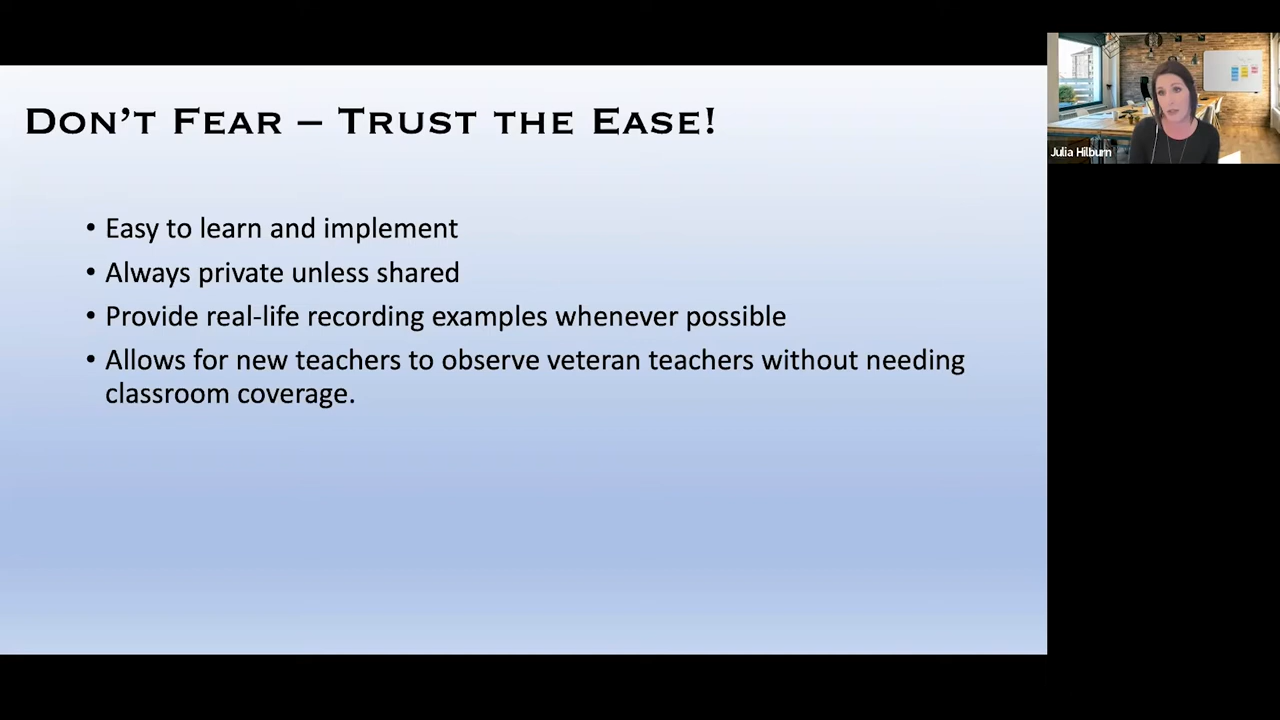 DON'T FEAR – TRUST THE EASE!
• Easy to learn and implement
• Always private unless shared
• Provide real-life recording examples whenever possible
• Allows for new teachers to observe veteran teachers without needing
classroom coverage.
Julia Hilburn